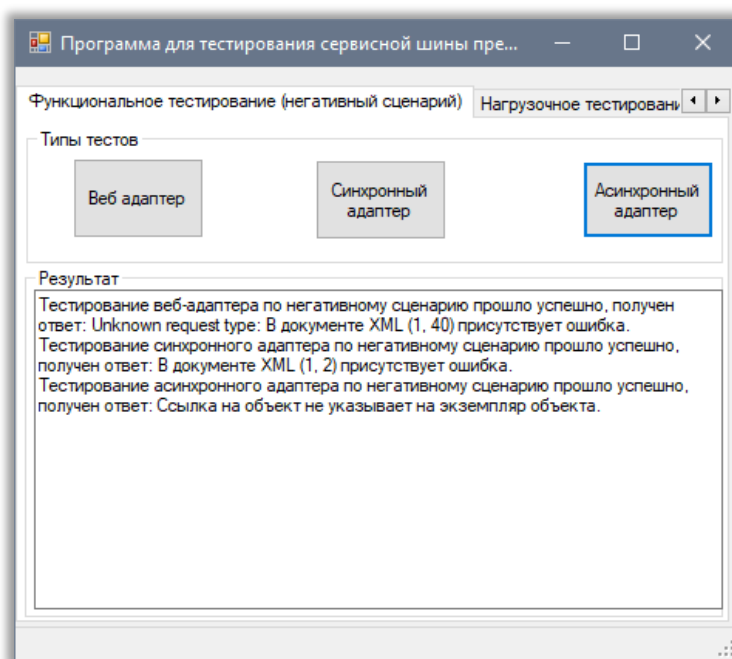 Программа для тестирования сервисной шины пре...
Функциональное тестирование (негативный сценарий)
Нагрузочное тестировани
Типы тестов
Веб адаптер
Синхронный
адаптер
Асинхронный
адаптер
Результат
Тестирование веб-адаптера по негативному сценарию прошло успешно, получен
ответ: Unknown request type: В документе XML (1, 40) присутствует ошибка.
Тестирование синхронного адаптера по негативному сценарию прошло успешно,
получен ответ: В документе XML (1, 2) присутствует ошибка.
Тестирование асинхронного адаптера по негативному сценарию прошло успешно,
получен ответ: Ссылка на объект не указывает на экземпляр объекта.